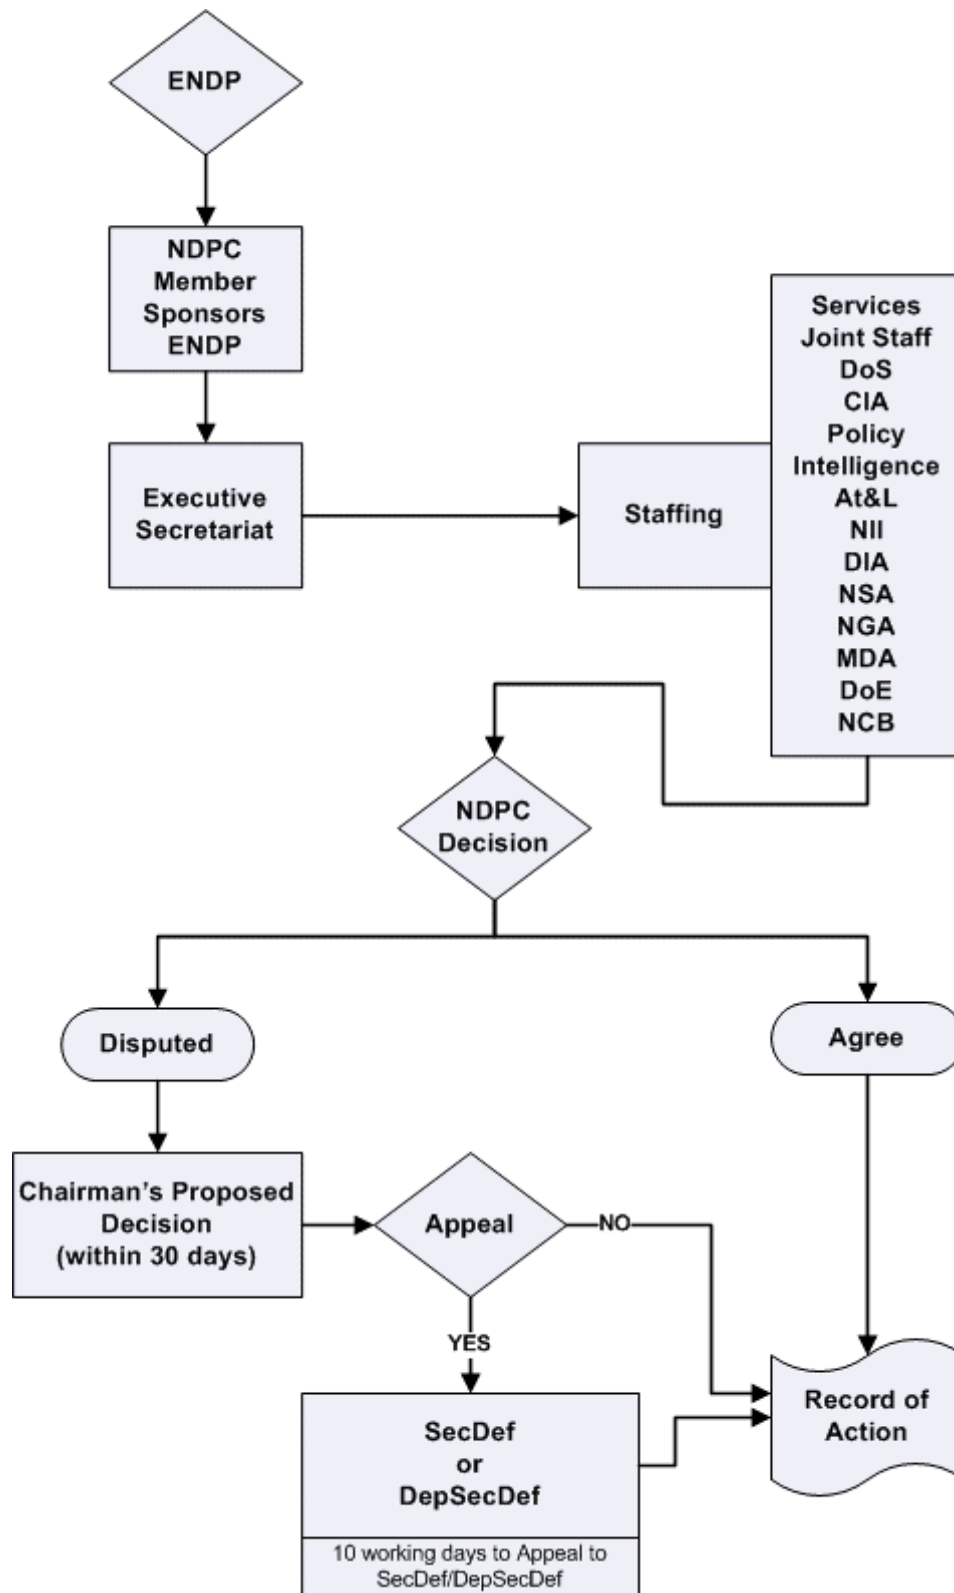 ENDP
NDPC
Member
Sponsors
ENDP
Executive
Secretariat
Staffing
Services
Joint Staff
DoS
CIA
Policy
Intelligence
At&L
NII
DIA
NSA
NGA
MDA
DoE
NCB
NDPC
Decision
Disputed
Agree
Chairman's Proposed
Decision
(within 30 days)
Appeal
NO
YES
SecDef
or
DepSecDef
10 working days to Appeal to
SecDef/DepSecDef
Record of
Action